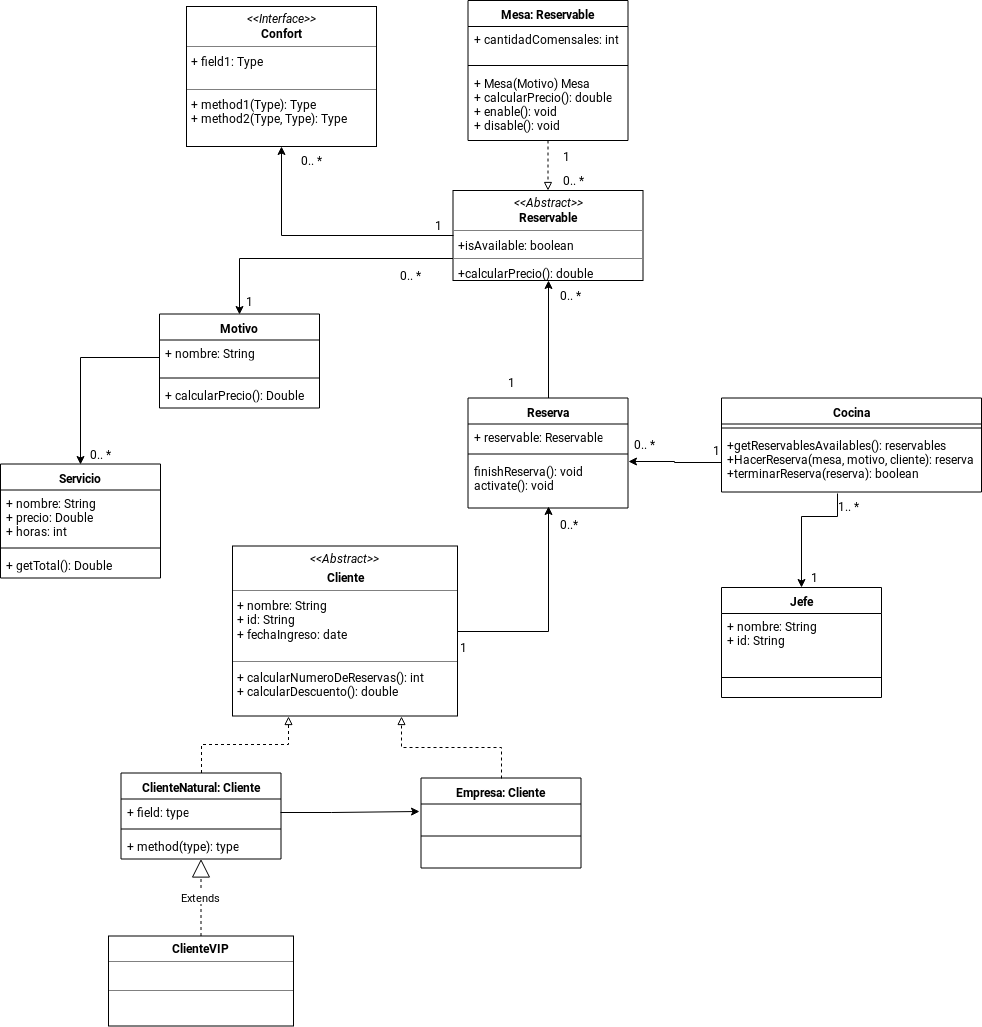 <<Interface>>
Confort
+ field1: Type
+ method1(Type): Type
+ method2(Type, Type): Type
0.. *
Mesa: Reservable
+ cantidadComensales: int
+ Mesa(Motivo) Mesa
+ calcularPrecio(): double
+ enable(): void
+ disable(): void
1
0.. *
<<Abstract>>
Reservable
+isAvailable: boolean
+calcularPrecio(): double
1
0.. *
1
0.. *
Motivo
+ nombre: String
+ calcularPrecio(): Double
0.. *
Servicio
+ nombre: String
+ precio: Double
+ horas: int
+ getTotal(): Double
1
Reserva
+ reservable: Reservable
finishReserva(): void
activate(): void
0.. *
1
0..*
Cocina
+getReservablesAvailables(): reservables
+HacerReserva(mesa, motivo, cliente): reserva
+terminarReserva(reserva): boolean
1.. *
1
Jefe
+ nombre: String
+ id: String
<<Abstract>>
Cliente
+ nombre: String
+ id: String
+ fechaIngreso: date
+ calcularNumeroDeReservas(): int
+ calcularDescuento(): double
1
ClienteNatural: Cliente
+ field: type
+ method(type): type
Empresa: Cliente
Extends
ClienteVIP